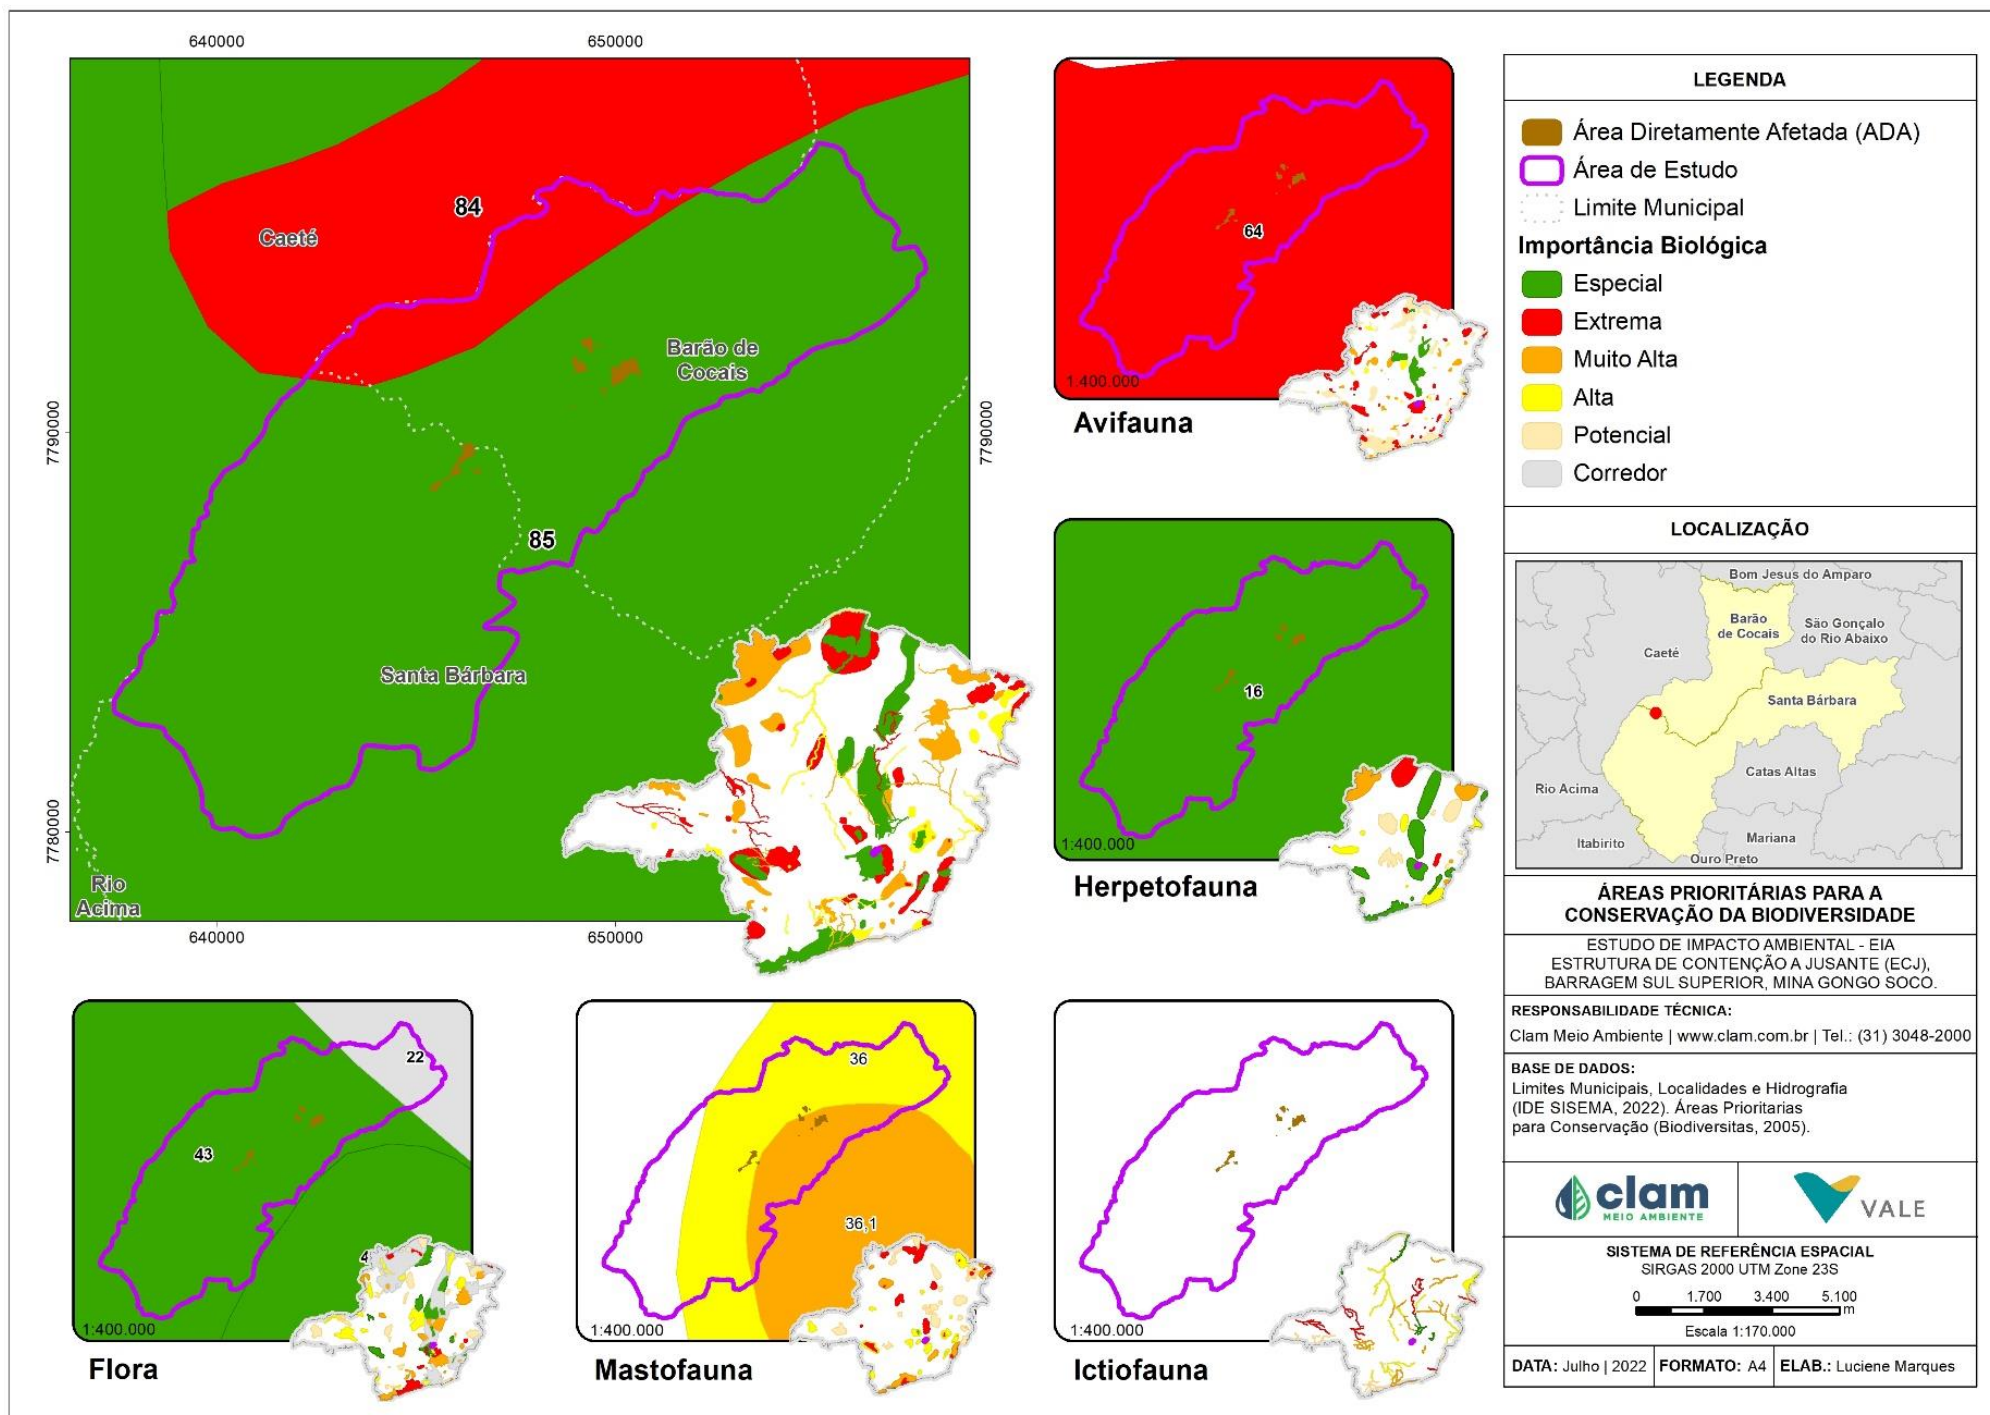 640000
650000
7790000
7780000
7790000
84
Caeté
Barão de
Cocais
85
Santa Bárbara
Rio
Acima
640000
650000
64
1:400.000
Avifauna
16
1:400.000
Herpetofauna
22
43
4
1:400.000
Flora
36
36,1
1:400.000
Mastofauna
1:400.000
Ictiofauna
LEGENDA
Área Diretamente Afetada (ADA)
Área de Estudo
Limite Municipal
Importância Biológica
Especial
Extrema
Muito Alta
Alta
Potencial
Corredor
LOCALIZAÇÃO
Bom Jesus do Amparo
Barão
de Cocais
São Gonçalo
do Rio Abaixo
Caeté
Santa Bárbara
Catas Altas
Rio Acima
Mariana
Itabirito
Ouro Preto
ÁREAS PRIORITÁRIAS PARA A
CONSERVAÇÃO DA BIODIVERSIDADE
ESTUDO DE IMPACTO AMBIENTAL - EIA
ESTRUTURA DE CONTENÇÃO A JUSANTE (ECJ),
BARRAGEM SUL SUPERIOR, MINA GONGO SOCO.
RESPONSABILIDADE TÉCNICA:
Clam Meio Ambiente | www.clam.com.br | Tel.: (31) 3048-2000
BASE DE DADOS:
Limites Municipais, Localidades e Hidrografia
(IDE SISEMA, 2022). Áreas Prioritarias
para Conservação (Biodiversitas, 2005).
clam
MEIO AMBIENTE
VALE
SISTEMA DE REFERÊNCIA ESPACIAL
SIRGAS 2000 UTM Zone 23S
0 1.700 3.400 5.100
m
Escala 1:170.000
DATA: Julho | 2022 FORMATO: A4 ELAB.: Luciene Marques